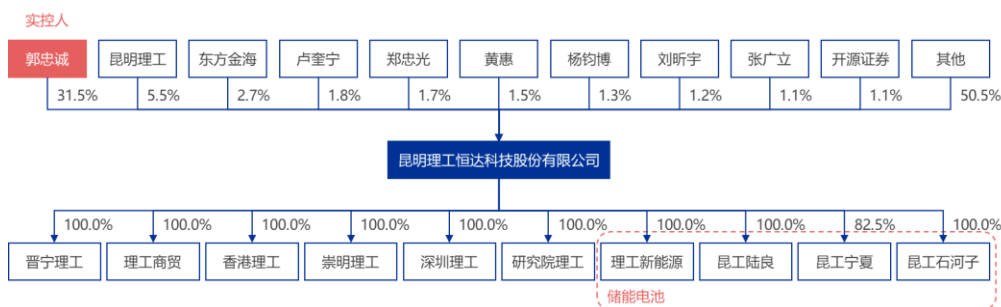 实控人
郭忠诚 昆明理工 东方金海 卢奎宁 郑忠光 黄惠 杨钧博 刘昕宇 张广立 开源证券 其他
31.5% 5.5% 2.7% 1.8% 1.7% 1.5% 1.3% 1.2% 1.1% 1.1% 50.5%
昆明理工恒达科技股份有限公司
100.0% 100.0% 100.0% 100.0% 100.0% 100.0% 100.0% 100.0% 82.5% 100.0%
晋宁理工 理工商贸 香港理工 崇明理工 深圳理工 研究院理工 理工新能源 昆工陆良 昆工宁夏 昆工石河子
储能电池